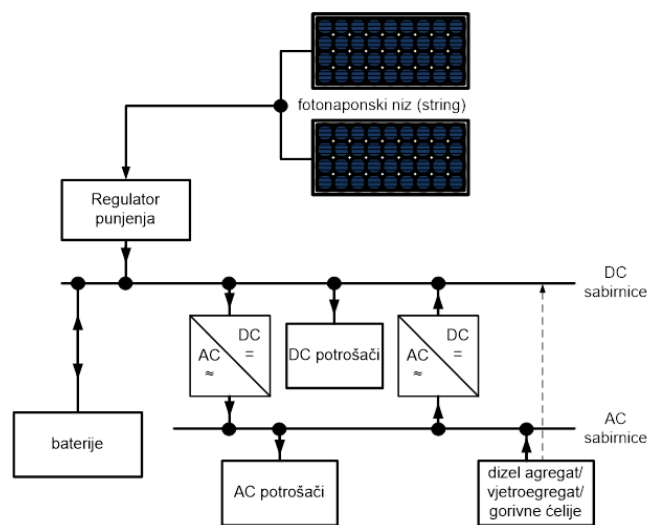 fotonaponski niz (string)
Regulator
punjenja
DC
sabirnice
DC
=
AC
≈
DC potrošači
DC
=
AC
≈
baterije
AC
sabirnice
AC potrošači
dizel agregat/
vjetroegregat/
gorivne ćelije